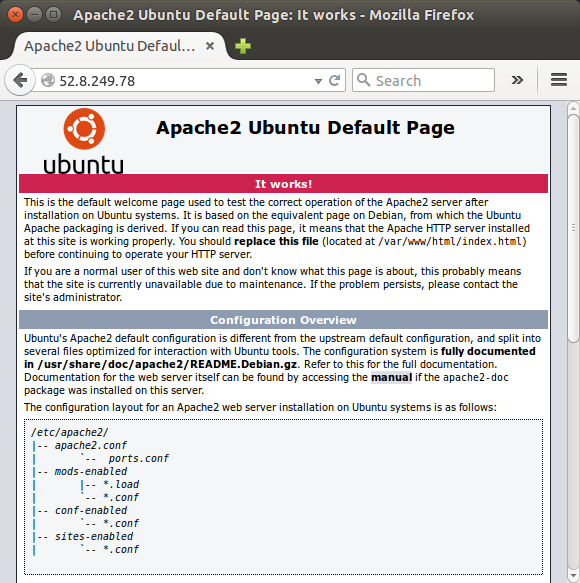 Apache2 Ubuntu Default Page: It works - Mozilla Firefox
Apache2 Ubuntu Defaul...
52.8.249.78
Search
ubuntu
Apache2 Ubuntu Default Page
It works!
This is the default welcome page used to test the correct operation of the Apache2 server after
installation on Ubuntu systems. It is based on the equivalent page on Debian, from which the Ubuntu
Apache packaging is derived. If you can read this page, it means that the Apache HTTP server installed
at this site is working properly. You should replace this file (located at /var/www/html/index.html)
before continuing to operate your HTTP server.
If you are a normal user of this web site and don't know what this page is about, this probably means
that the site is currently unavailable due to maintenance. If the problem persists, please contact the
site's administrator.
Configuration Overview
Ubuntu's Apache2 default configuration is different from the upstream default configuration, and split into
several files optimized for interaction with Ubuntu tools. The configuration system is fully documented
in /usr/share/doc/apache2/README.Debian.gz. Refer to this for the full documentation.
Documentation for the web server itself can be found by accessing the manual if the apache2-doc
package was installed on this server.
The configuration layout for an Apache2 web server installation on Ubuntu systems is as follows:
/etc/apache2/
|-- apache2.conf
|       `--  ports.conf
|-- mods-enabled
|       |-- *.load
|       `-- *.conf
|-- conf-enabled
|       `-- *.conf
|-- sites-enabled
|       `-- *.conf